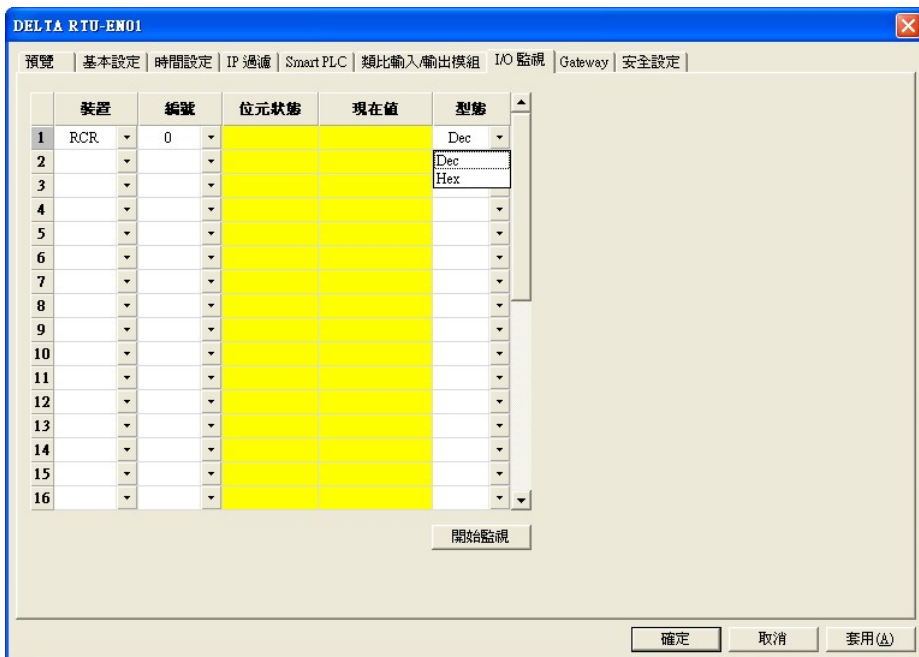 DELTA RTU-EN01
預覽 基本設定 時間設定 IP 過濾 Smart PLC 類比輸入/輸出模組 I/O 監視 Gateway 安全設定
裝置 編號 位元狀態 現在值 型態
1 RCR 0 Dec
2 Dec
3 Hex
4
5
6
7
8
9
10
11
12
13
14
15
16
開始監視
確定 取消 套用(A)